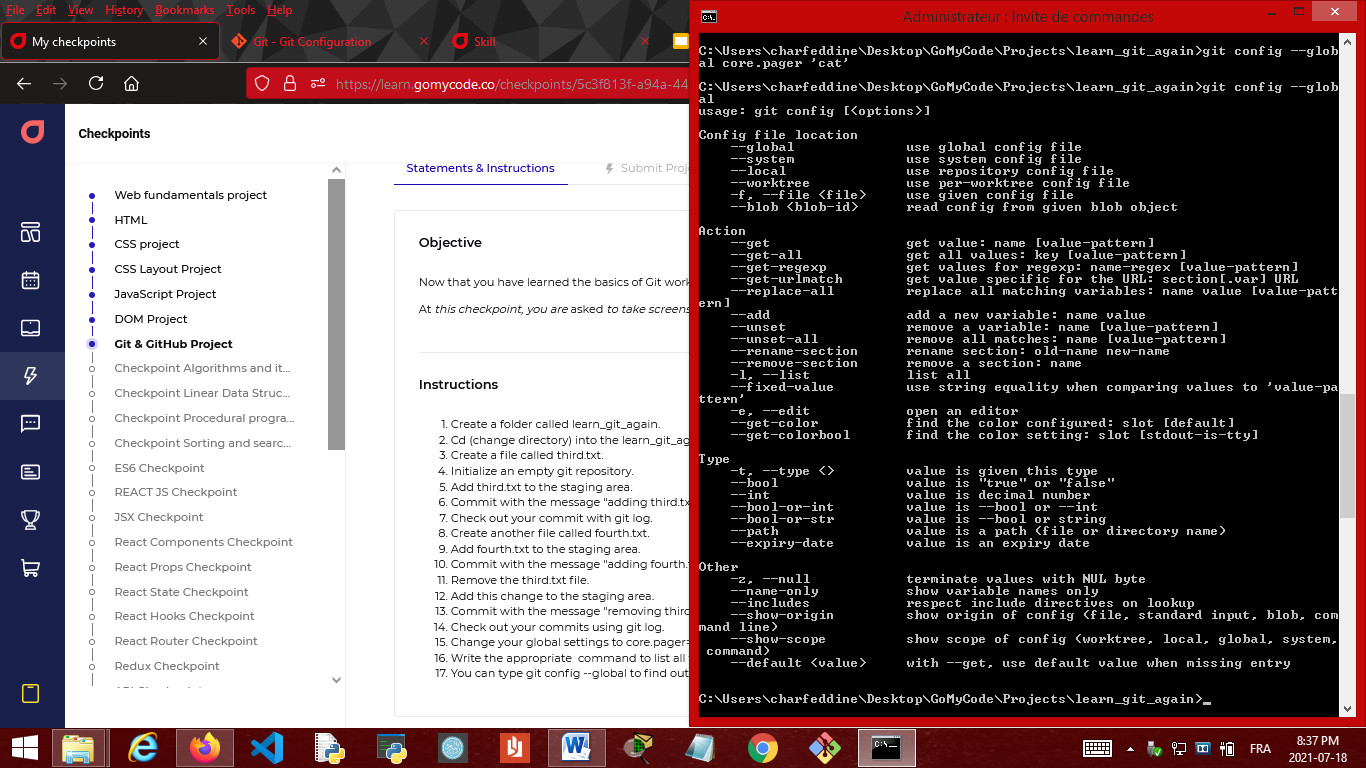 File Edit View History Bookmarks Tools Help
My checkpoints
Git - Git Configuration
Skill
https://learn.gomycode.co/checkpoints/5c3f813f-a94a-44
Checkpoints
Web fundamentals project
HTML
CSS project
CSS Layout Project
JavaScript Project
DOM Project
Git & GitHub Project
Checkpoint Algorithms and it...
Checkpoint Linear Data Struc...
Checkpoint Procedural progra...
Checkpoint Sorting and searc...
ES6 Checkpoint
REACT JS Checkpoint
JSX Checkpoint
React Components Checkpoint
React Props Checkpoint
React State Checkpoint
React Hooks Checkpoint
React Router Checkpoint
Redux Checkpoint
Statements & Instructions
Submit Proj
Objective
Now that you have learned the basics of Git work
At this checkpoint, you are asked to take screens
Instructions
1. Create a folder called learn_git_again.
2. Cd (change directory) into the learn_git_ag
3. Create a file called third.txt.
4. Initialize an empty git repository.
5. Add third.txt to the staging area.
6. Commit with the message "adding third.tx
7. Check out your commit with git log.
8. Create another file called fourth.txt.
9. Add fourth.txt to the staging area.
10. Commit with the message "adding fourth.
11. Remove the third.txt file.
12. Add this change to the staging area.
13. Commit with the message "removing third
14. Check out your commits using git log.
15. Change your global settings to core.pager=
16. Write the appropriate command to list all
17. You can type git config --global to find out
Administrateur : Invite de commandes
C:\Users\charfeddine\Desktop\GoMyCode\Projects\learn_git_again>git config --glob
al core.pager 'cat'
C:\Users\charfeddine\Desktop\GoMyCode\Projects\learn_git_again>git config --glob
al
usage: git config [<options>]
Config file location
--global use global config file
--system use system config file
--local use repository config file
--worktree use per-worktree config file
-f, --file <file> use given config file
--blob <blob-id> read config from given blob object
Action
--get get value: name [value-pattern]
--get-all get all values: key [value-pattern]
--get-regexp get values for regexp: name-regex [value-pattern]
--get-urlmatch get value specific for the URL: section[.var] URL
--replace-all replace all matching variables: name value [value-patt
ern]
--add add a new variable: name value
--unset remove a variable: name [value-pattern]
--unset-all remove all matches: name [value-pattern]
--rename-section rename section: old-name new-name
--remove-section remove a section: name
-l, --list list all
--fixed-value use string equality when comparing values to 'value-pa
ttern'
-e, --edit open an editor
--get-color find the color configured: slot [default]
--get-colorbool find the color setting: slot [stdout-is-tty]
Type
-t, --type <> value is given this type
--bool value is "true" or "false"
--int value is decimal number
--bool-or-int value is --bool or --int
--bool-or-str value is --bool or string
--path value is a path (file or directory name)
--expiry-date value is an expiry date
Other
-z, --null terminate values with NUL byte
--name-only show variable names only
--includes respect include directives on lookup
--show-origin show origin of config (file, standard input, blob, com
mand line)
--show-scope show scope of config (worktree, local, global, system,
command)
--default <value> with --get, use default value when missing entry
C:\Users\charfeddine\Desktop\GoMyCode\Projects\learn_git_again>_
FRA
8:37 PM
2021-07-18